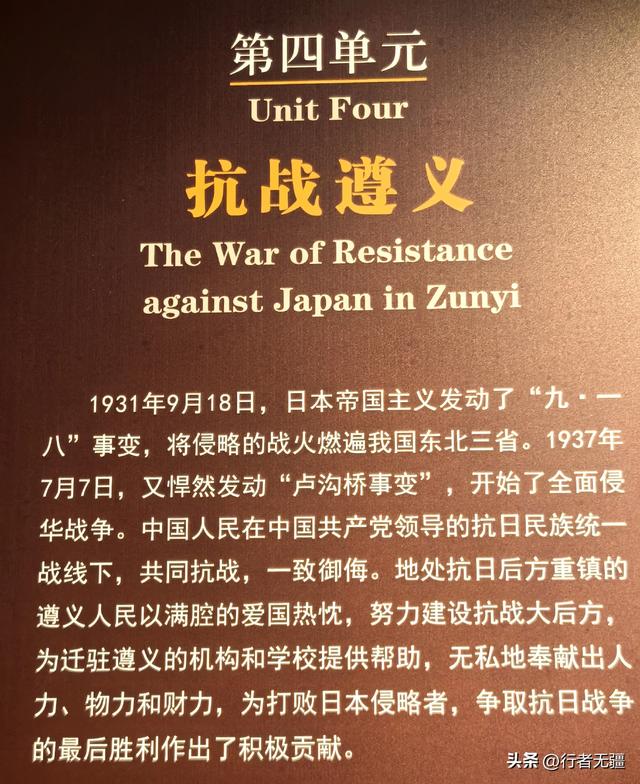 第四单元
Unit Four
抗战遵义
The War of Resistance
against Japan in Zunyi
1931年9月18日，日本帝国主义发动了“九·一
八”事变，将侵略的战火燃遍我国东北三省。1937年
7月7日，又悍然发动“卢沟桥事变”，开始了全面侵
华战争。中国人民在中国共产党领导的抗日民族统一
战线下，共同抗战，一致御侮。地处抗日后方重镇的
遵义人民以满腔的爱国热忱，努力建设抗战大后方，
为迁驻遵义的机构和学校提供帮助，无私地奉献出人
力、物力和财力，为打败日本侵略者，争取抗日战争
的最后胜利作出了积极贡献。
头条 @行者无疆